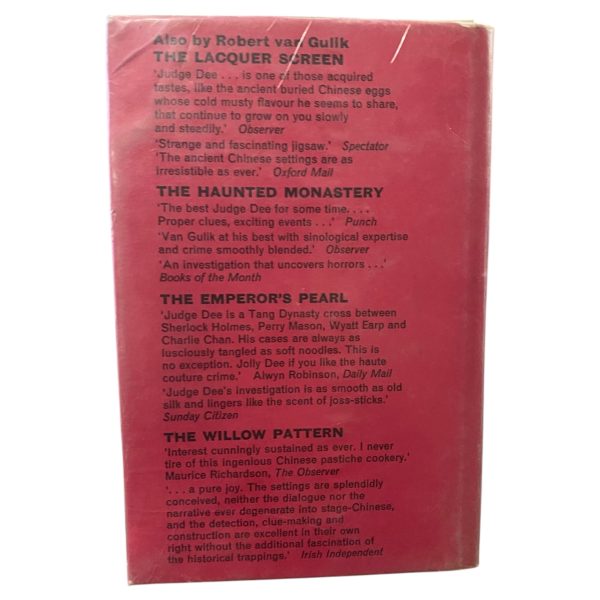 Also by Robert van Gulik
THE LACQUER SCREEN
'Judge Dee . . . is one of those acquired
tastes, like the ancient buried Chinese eggs
whose cold musty flavour he seems to share,
that continue to grow on you slowly
and steadily.' Observer
'Strange and fascinating jigsaw.' Spectator
'The ancient Chinese settings are as
irresistible as ever.' Oxford Mail
THE HAUNTED MONASTERY
'The best Judge Dee for some time. . . .
Proper clues, exciting events . . .' Punch
'Van Gulik at his best with sinological expertise
and crime smoothly blended.' Observer
'An investigation that uncovers horrors . . .'
Books of the Month
THE EMPEROR'S PEARL
'Judge Dee is a Tang Dynasty cross between
Sherlock Holmes, Perry Mason, Wyatt Earp and
Charlie Chan. His cases are always as
lusciously tangled as soft noodles. This is
no exception. Jolly Dee if you like the haute
couture crime.' Alwyn Robinson, Daily Mail
'Judge Dee's investigation is as smooth as old
silk and lingers like the scent of joss-sticks.'
Sunday Citizen
THE WILLOW PATTERN
'Interest cunningly sustained as ever. I never
tire of this ingenious Chinese pastiche cookery.'
Maurice Richardson, The Observer
'. . . a pure joy. The settings are splendidly
conceived, neither the dialogue nor the
narrative ever degenerate into stage-Chinese,
and the detection, clue-making and
construction are excellent in their own
right without the additional fascination of
the historical trappings.' Irish Independent